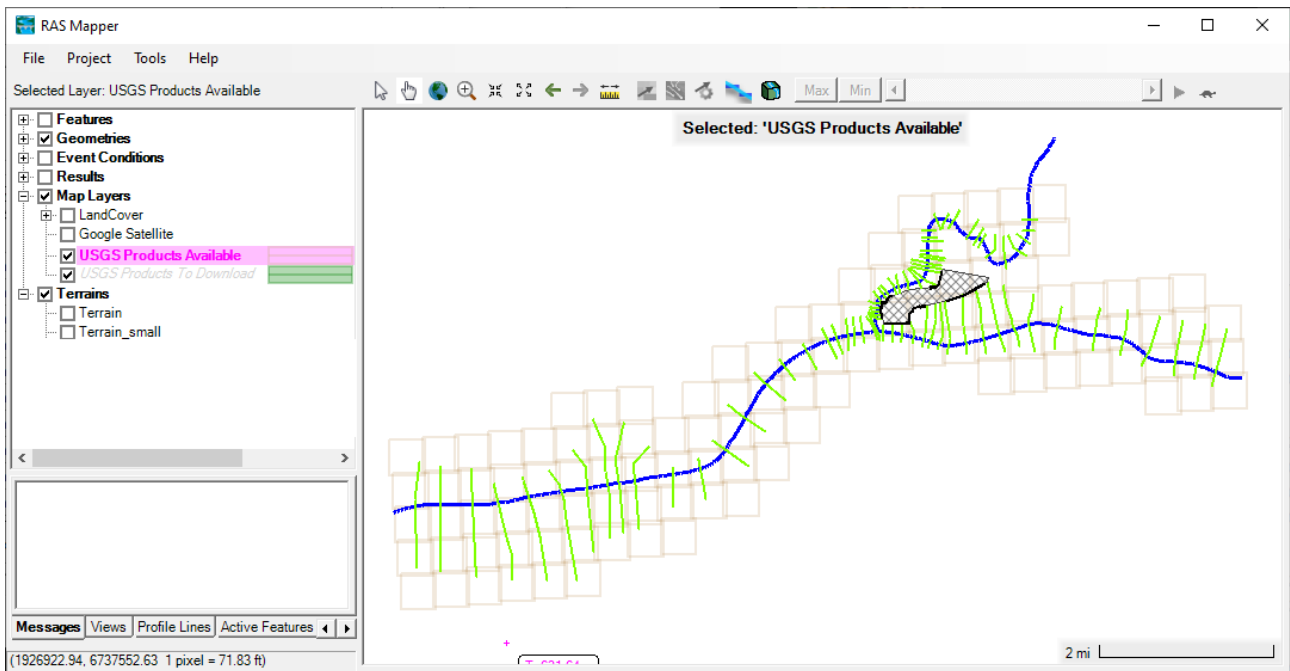 RAS Mapper
File Project Tools Help
Selected Layer: USGS Products Available
Max Min
Features
Geometries
Event Conditions
Results
Map Layers
LandCover
Google Satellite
USGS Products Available
USGS Products To Download
Terrains
Terrain
Terrain_small
Selected: 'USGS Products Available'
2 mi
Messages Views Profile Lines Active Features
(1926922.94, 6737552.63 1 pixel = 71.83 ft)